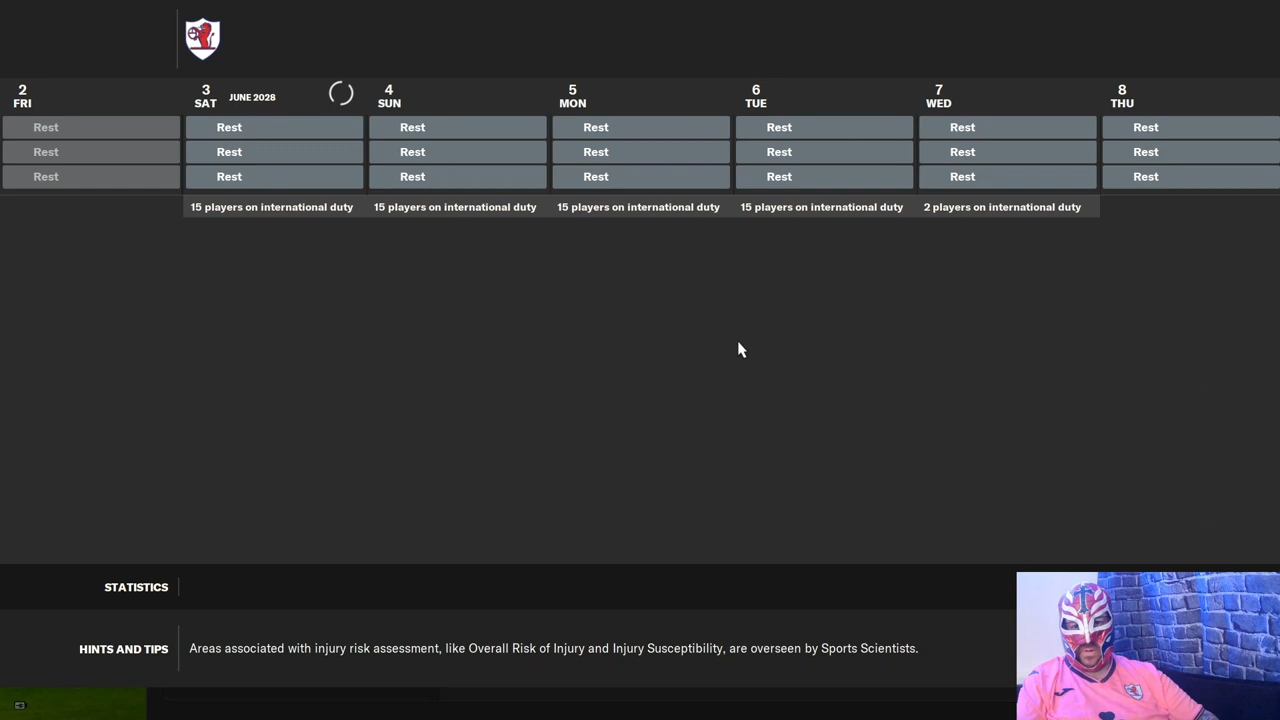 2
FRI
3
SAT JUNE 2028
4
SUN
5
MON
6
TUE
7
WED
8
THU
Rest Rest Rest Rest Rest Rest Rest
Rest Rest Rest Rest Rest Rest Rest
Rest Rest Rest Rest Rest Rest Rest
15 players on international duty 15 players on international duty 15 players on international duty 15 players on international duty 2 players on international duty
STATISTICS
HINTS AND TIPS
Areas associated with injury risk assessment, like Overall Risk of Injury and Injury Susceptibility, are overseen by Sports Scientists.